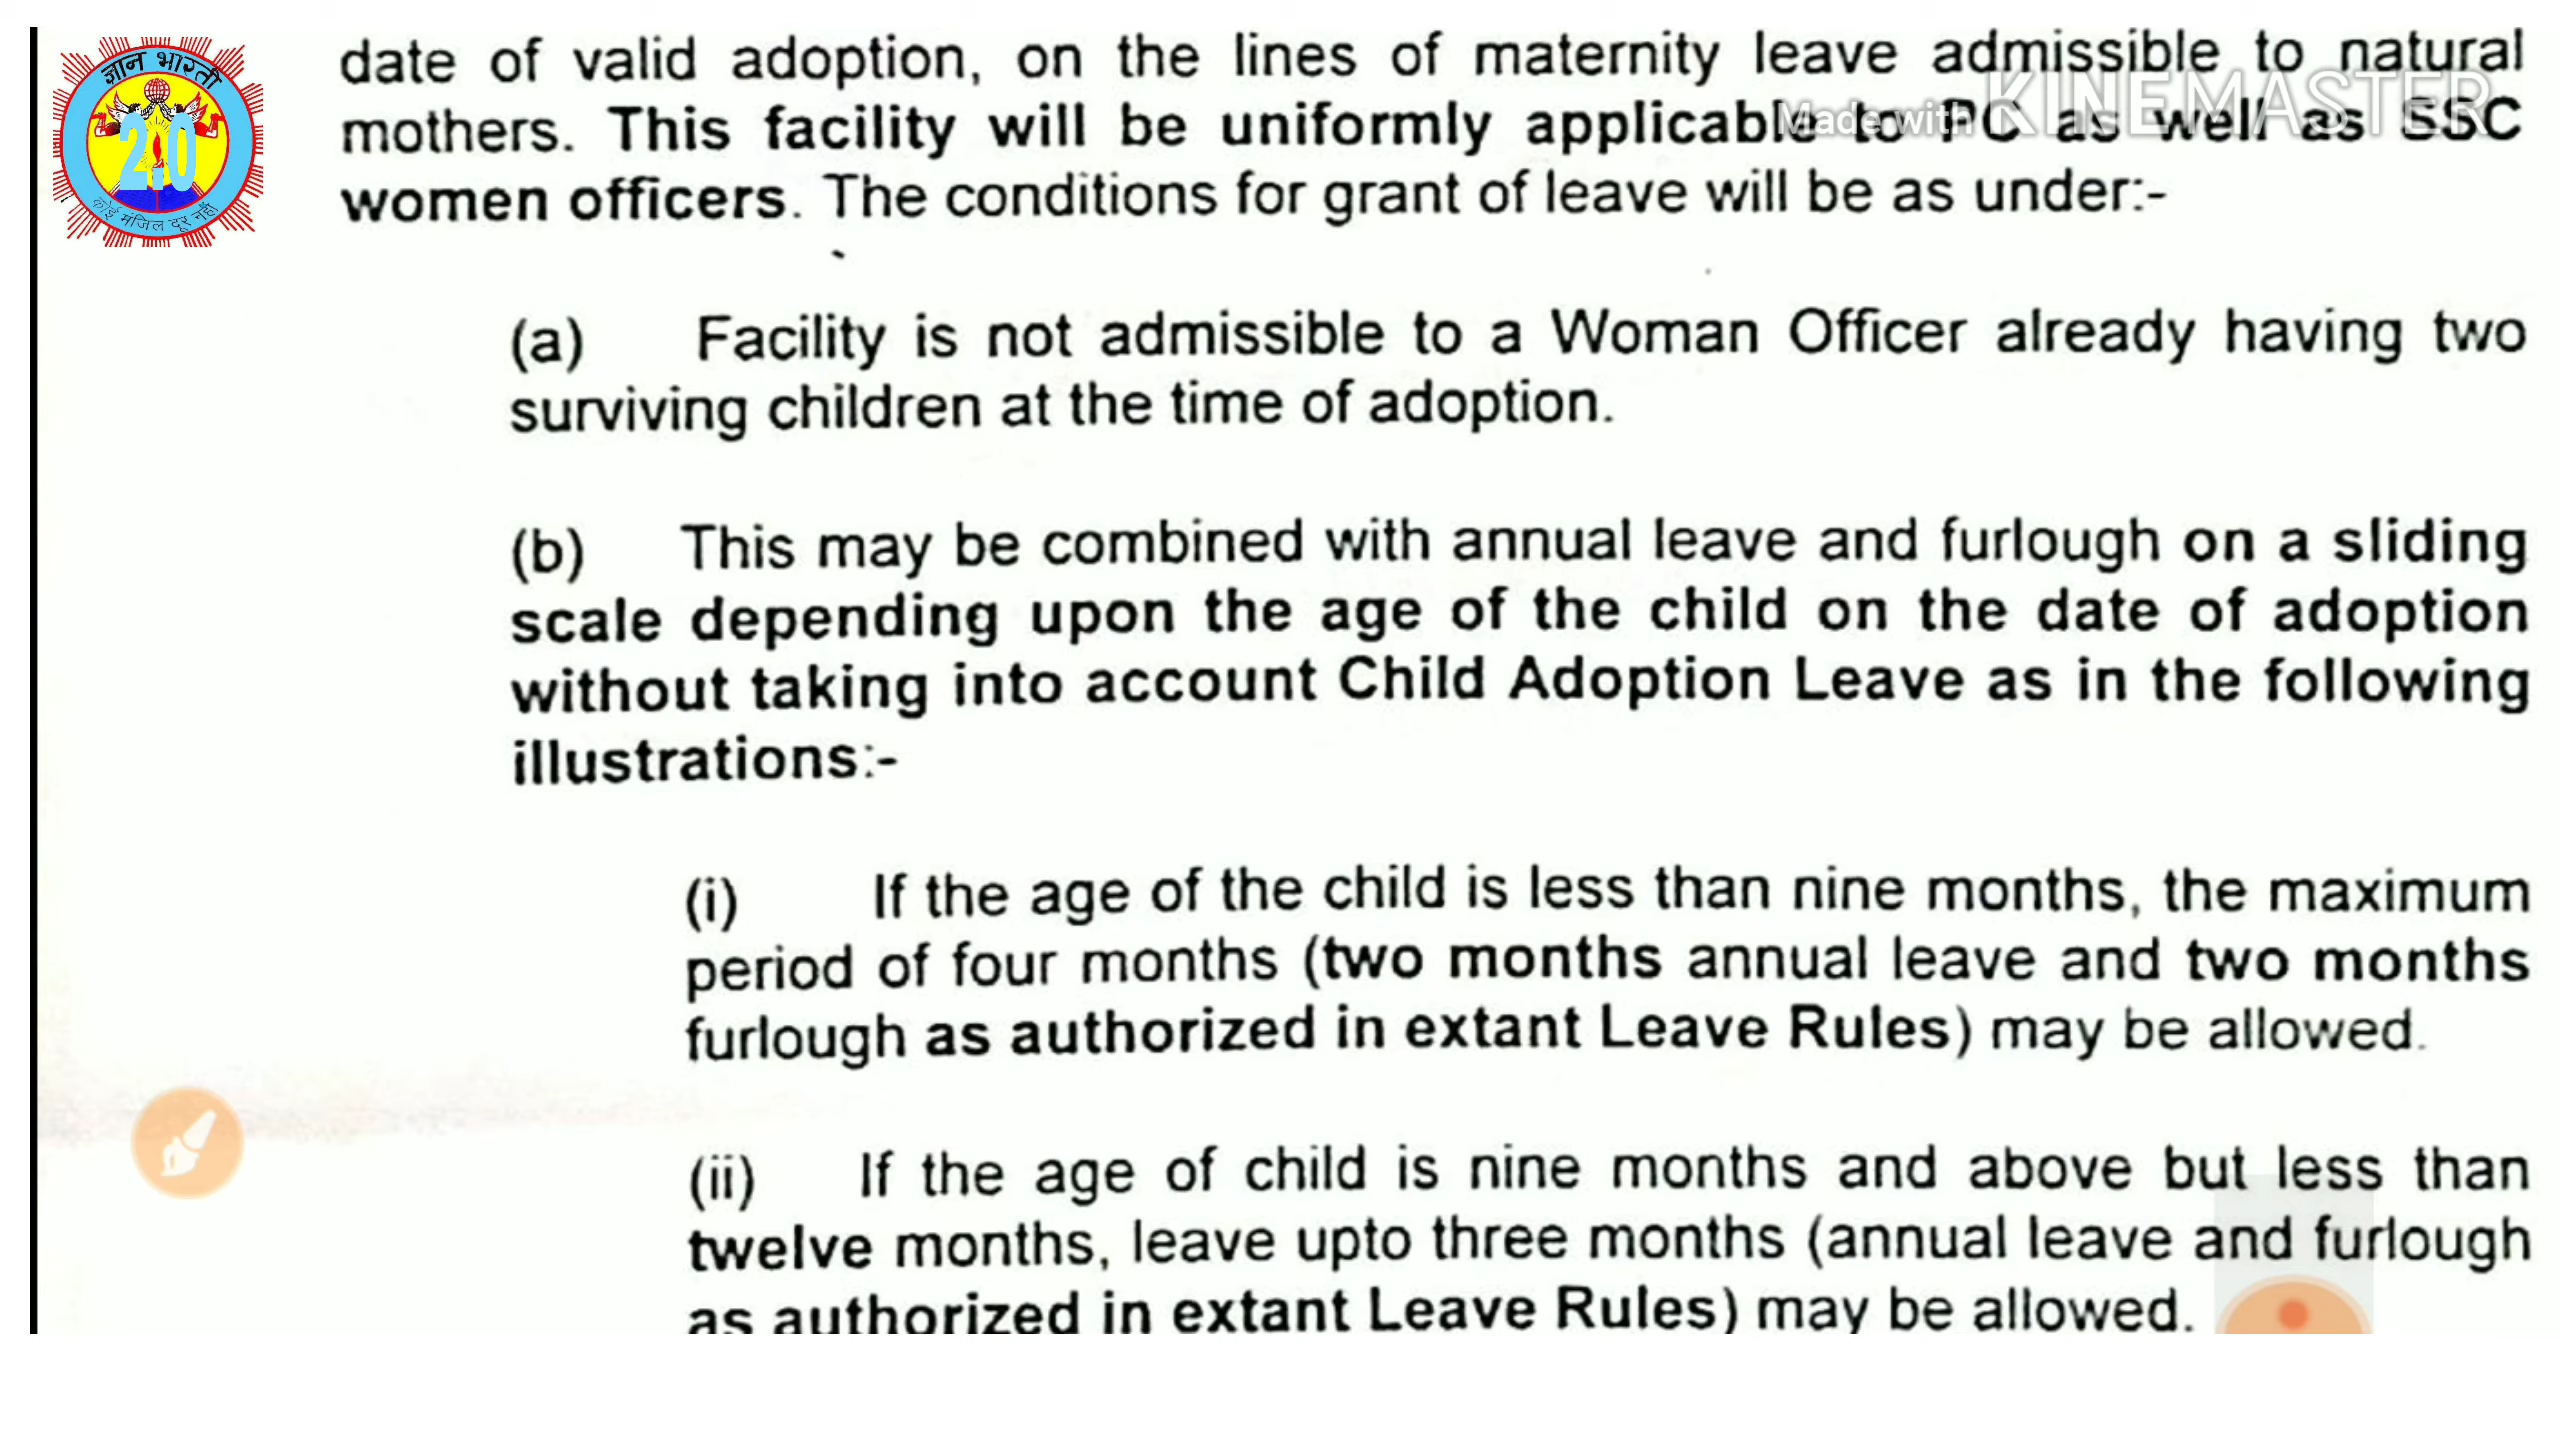 ज्ञान भारती
2.0
कोई मंजिल दूर नहीं
Made with KINEMASTER
date of valid adoption, on the lines of maternity leave admissible to natural
mothers. This facility will be uniformly applicable to PC as well as SSC
women officers. The conditions for grant of leave will be as under:-
(a) Facility is not admissible to a Woman Officer already having two
surviving children at the time of adoption.
(b) This may be combined with annual leave and furlough on a sliding
scale depending upon the age of the child on the date of adoption
without taking into account Child Adoption Leave as in the following
illustrations:-
(i) If the age of the child is less than nine months, the maximum
period of four months (two months annual leave and two months
furlough as authorized in extant Leave Rules) may be allowed.
(ii) If the age of child is nine months and above but less than
twelve months, leave upto three months (annual leave and furlough
as authorized in extant Leave Rules) may be allowed.